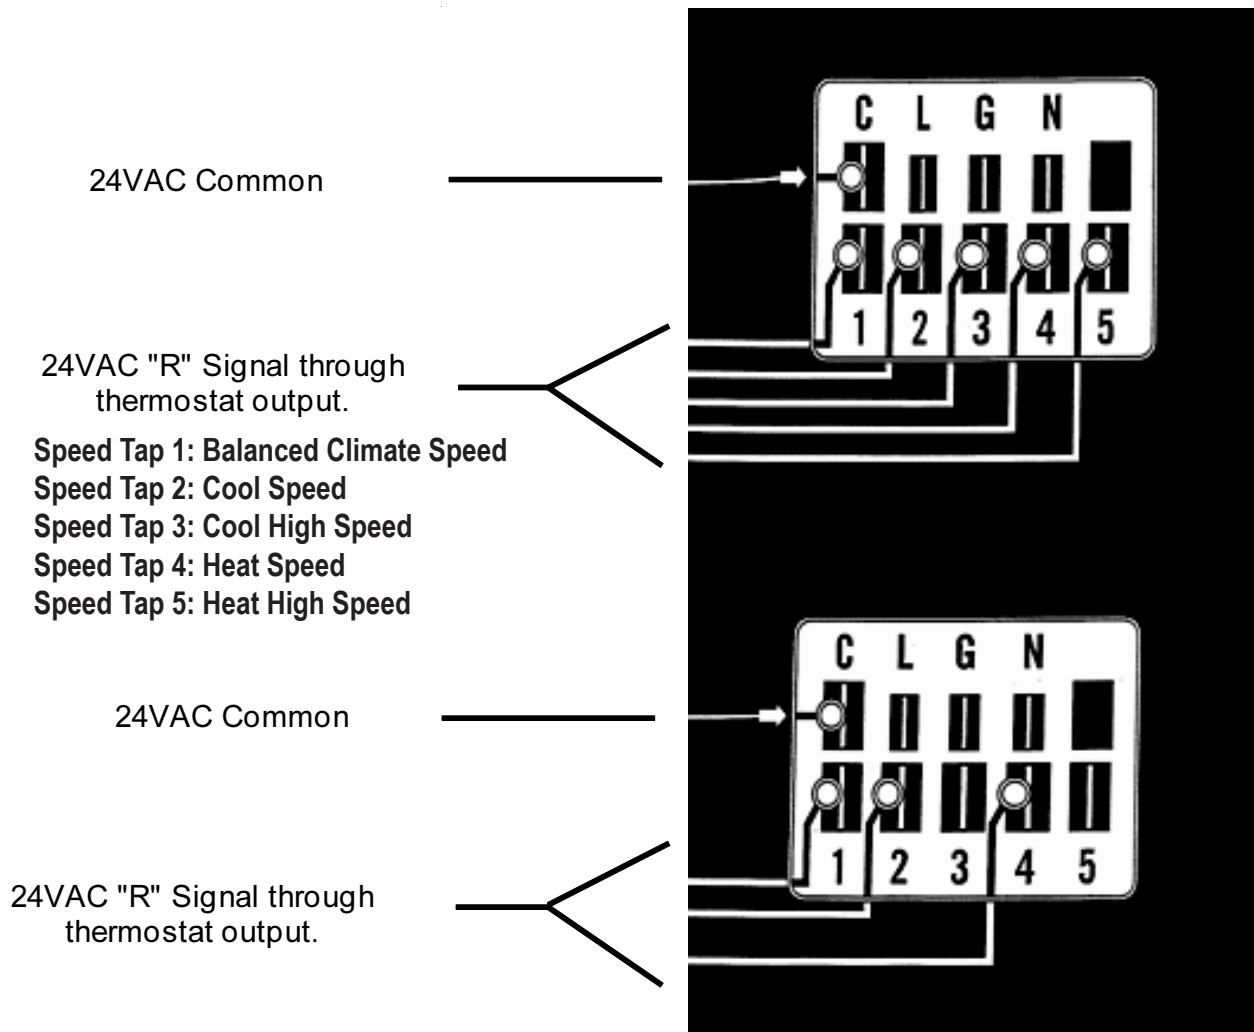 C L G N
24VAC Common
1 2 3 4 5
24VAC "R" Signal through
thermostat output.
Speed Tap 1: Balanced Climate Speed
Speed Tap 2: Cool Speed
Speed Tap 3: Cool High Speed
Speed Tap 4: Heat Speed
Speed Tap 5: Heat High Speed
C L G N
24VAC Common
1 2 3 4 5
24VAC "R" Signal through
thermostat output.